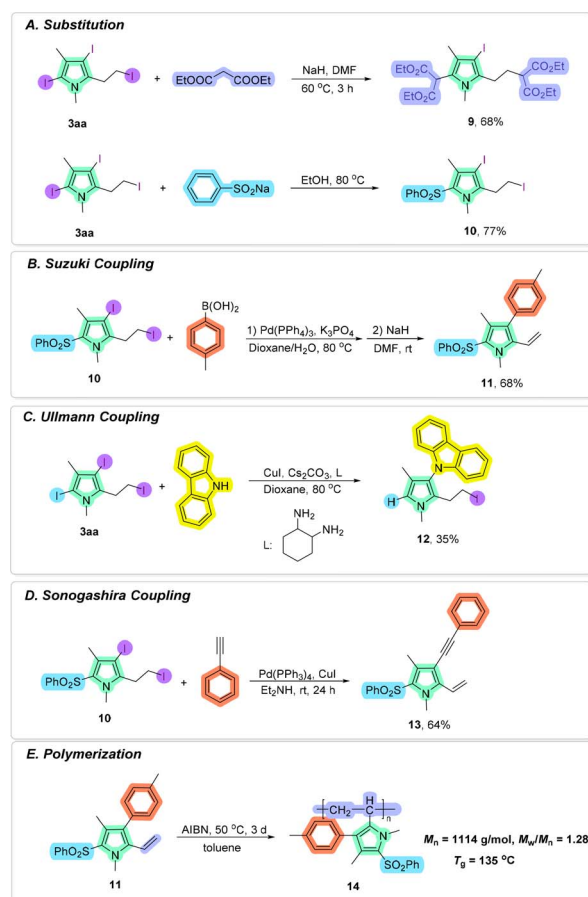 A. Substitution
I
I
I
N
3aa
+
EtOOC COOEt
NaH, DMF
60 °C, 3 h
EtO2C
CO2Et
I
N
CO2Et
CO2Et
9, 68%
I
I
I
N
3aa
+
SO2Na
EtOH, 80 °C
PhO2S
I
I
N
10, 77%
B. Suzuki Coupling
I
I
PhO2S
N
10
+
B(OH)2
1) Pd(PPh4)3, K3PO4
Dioxane/H2O, 80 °C
2) NaH
DMF, rt
PhO2S
N
11, 68%
C. Ullmann Coupling
I
I
I
N
3aa
+
NH
CuI, Cs2CO3, L
Dioxane, 80 °C
L:
NH2
NH2
N
H
I
N
12, 35%
D. Sonogashira Coupling
I
I
PhO2S
N
10
+
Pd(PPh3)4, CuI
Et2NH, rt, 24 h
PhO2S
N
13, 64%
E. Polymerization
PhO2S
N
11
AIBN, 50 °C, 3 d
toluene
H
CH2-C
n
N
SO2Ph
14
Mn = 1114 g/mol, Mw/Mn = 1.28
Tg = 135 °C